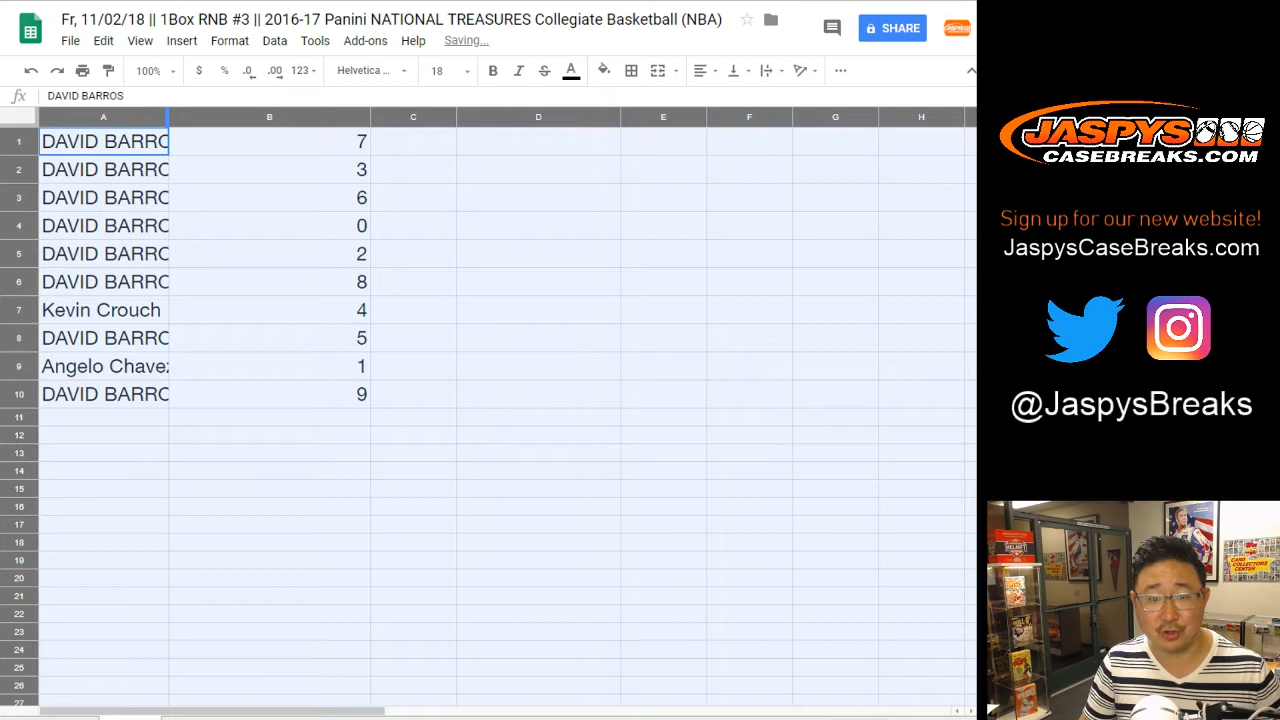 Fr, 11/02/18 || 1Box RNB #3 || 2016-17 Panini NATIONAL TREASURES Collegiate Basketball (NBA)
File Edit View Insert Format Data Tools Add-ons Help Saving...
SHARE
100% $ % .0 .00 123 Helvetica ... 18 B I S A
fx DAVID BARROS
A B C D E F G H
1 DAVID BARRO 7
2 DAVID BARRO 3
3 DAVID BARRO 6
4 DAVID BARRO 0
5 DAVID BARRO 2
6 DAVID BARRO 8
7 Kevin Crouch 4
8 DAVID BARRO 5
9 Angelo Chavez 1
10 DAVID BARRO 9
11
12
13
14
15
16
17
18
19
20
21
22
23
24
25
26
27
JASPYS
CASEBREAKS.COM
Sign up for our new website!
JaspysCaseBreaks.com
@JaspysBreaks
CARD
COLLECTORS
CENTER